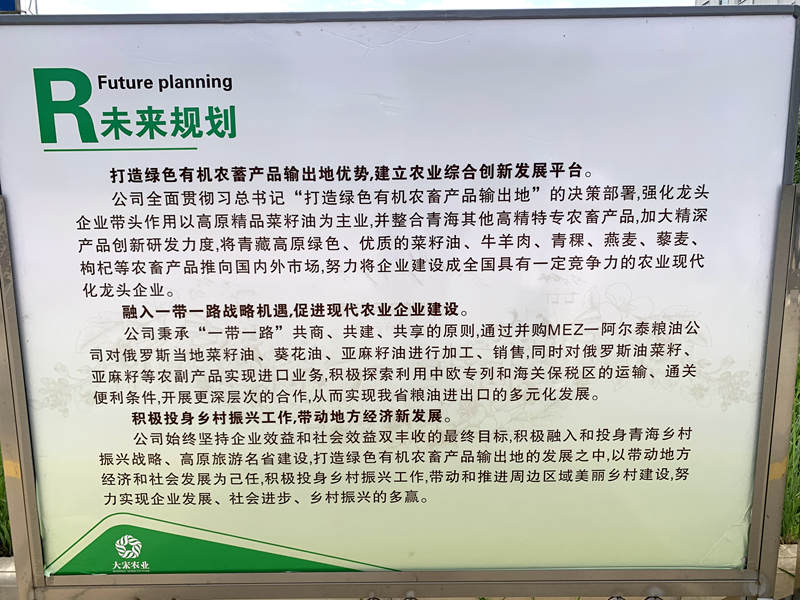 R
Future planning
未来规划
打造绿色有机农蓄产品输出地优势,建立农业综合创新发展平台。
公司全面贯彻习总书记“打造绿色有机农畜产品输出地”的决策部署,强化龙头
企业带头作用以高原精品菜籽油为主业,并整合青海其他高精特专农畜产品,加大精深
产品创新研发力度,将青藏高原绿色、优质的菜籽油、牛羊肉、青稞、燕麦、藜麦、
枸杞等农畜产品推向国内外市场,努力将企业建设成全国具有一定竞争力的农业现代
化龙头企业。
融入一带一路战略机遇,促进现代农业企业建设。
公司秉承“一带一路”共商、共建、共享的原则,通过并购MEZ—阿尔泰粮油公
司对俄罗斯当地菜籽油、葵花油、亚麻籽油进行加工、销售,同时对俄罗斯油菜籽、
亚麻籽等农副产品实现进口业务,积极探索利用中欧专列和海关保税区的运输、通关
便利条件,开展更深层次的合作,从而实现我省粮油进出口的多元化发展。
积极投身乡村振兴工作,带动地方经济新发展。
公司始终坚持企业效益和社会效益双丰收的最终目标,积极融入和投身青海乡村
振兴战略、高原旅游名省建设,打造绿色有机农畜产品输出地的发展之中,以带动地方
经济和社会发展为己任,积极投身乡村振兴工作,带动和推进周边区域美丽乡村建设,努
力实现企业发展、社会进步、乡村振兴的多赢。
大宋农业